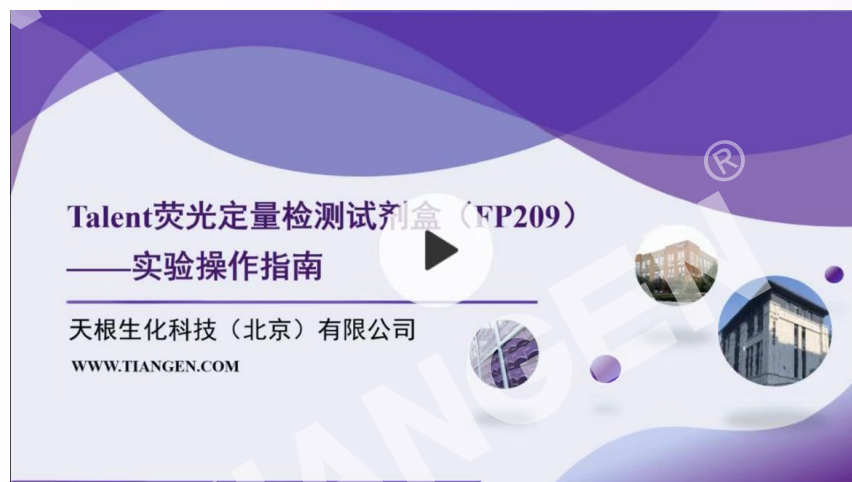 Talent荧光定量检测试剂盒（FP209）
——实验操作指南
天根生化科技（北京）有限公司
WWW.TIANGEN.COM
TIANGEN®